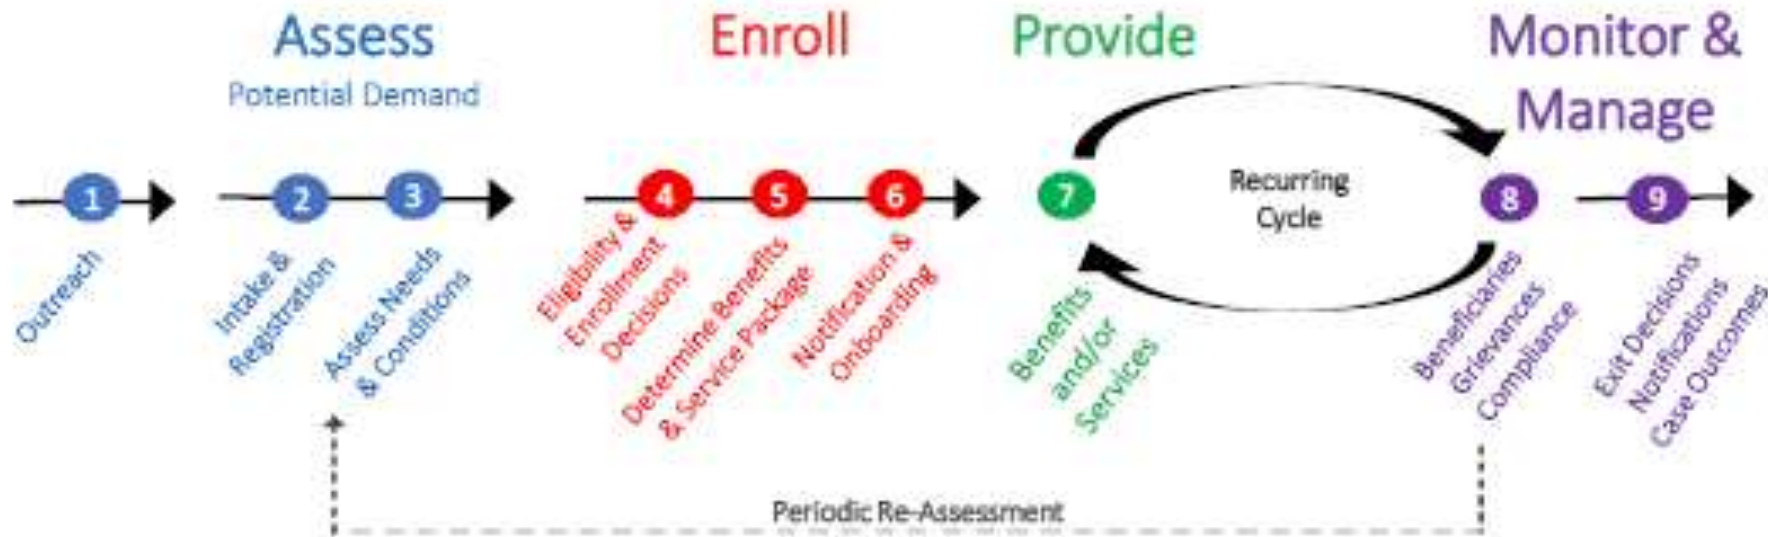 Assess
Potential Demand
Enroll
Provide
Monitor &
Manage
1
2
3
4
5
6
7
Recurring
Cycle
8
9
Outreach
Intake &
Registration
Assess Needs
& Conditions
Eligibility &
Enrollment
Decisions
Determine Benefits
& Service Package
Notification &
Onboarding
Benefits
and/or
Services
Beneficiaries
Grievances
Compliance
Exit Decisions
Notifications
Case Outcomes
Periodic Re-Assessment